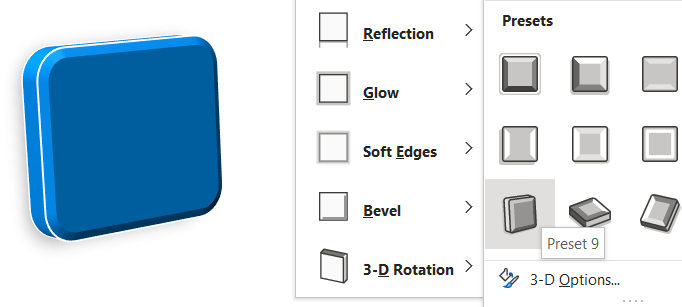 Reflection
Glow
Soft Edges
Bevel
3-D Rotation
Presets
Preset 9
3-D Options...